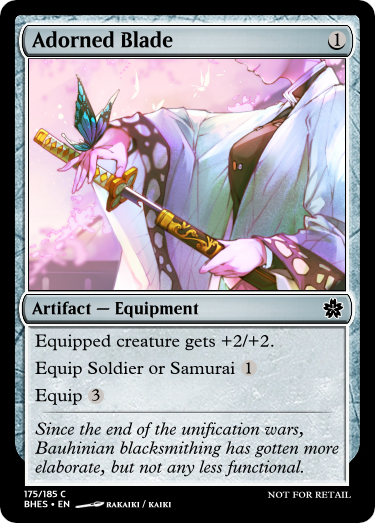 Adorned Blade 1
Artifact — Equipment
Equipped creature gets +2/+2.
Equip Soldier or Samurai 1
Equip 3
Since the end of the unification wars,
Bauhinian blacksmithing has gotten more
elaborate, but not any less functional.
175/185 C
NOT FOR RETAIL
BHES • EN RAKAIKI / KAIKI